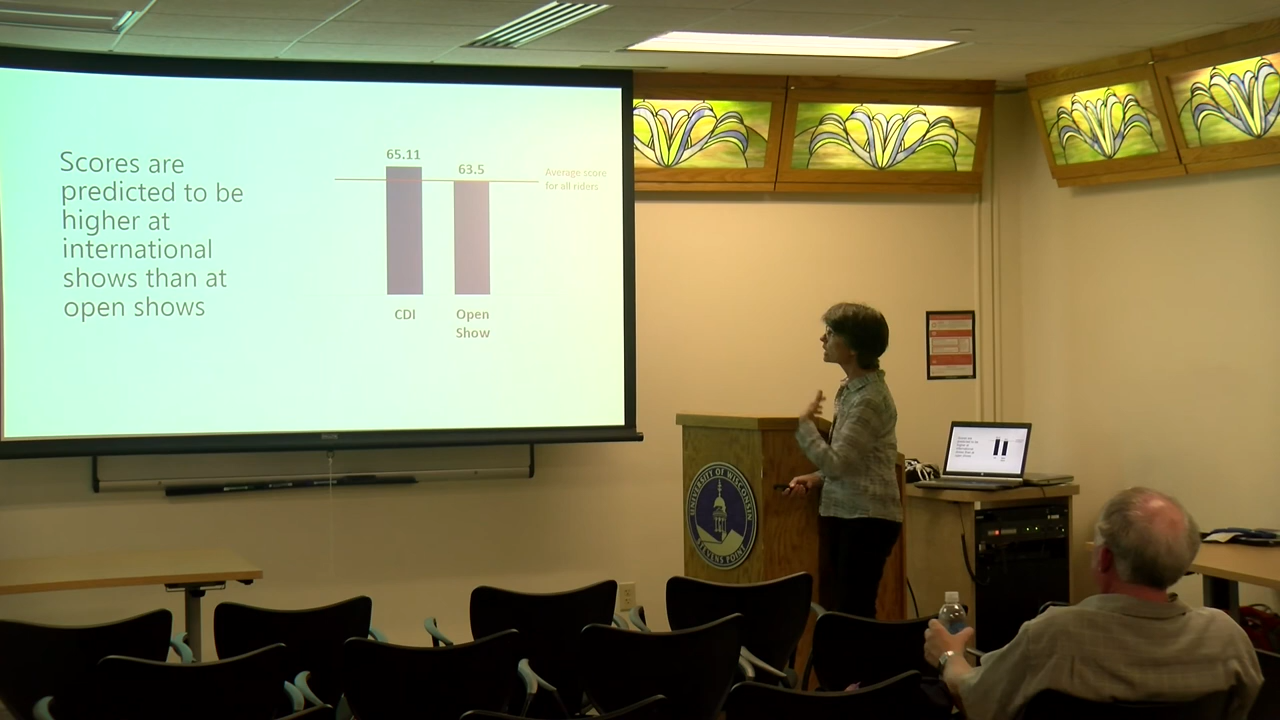 Scores are
predicted to be
higher at
international
shows than at
open shows
65.11
63.5
Average score
for all riders
CDI
Open
Show
UNIVERSITY OF WISCONSIN
STEVENS POINT